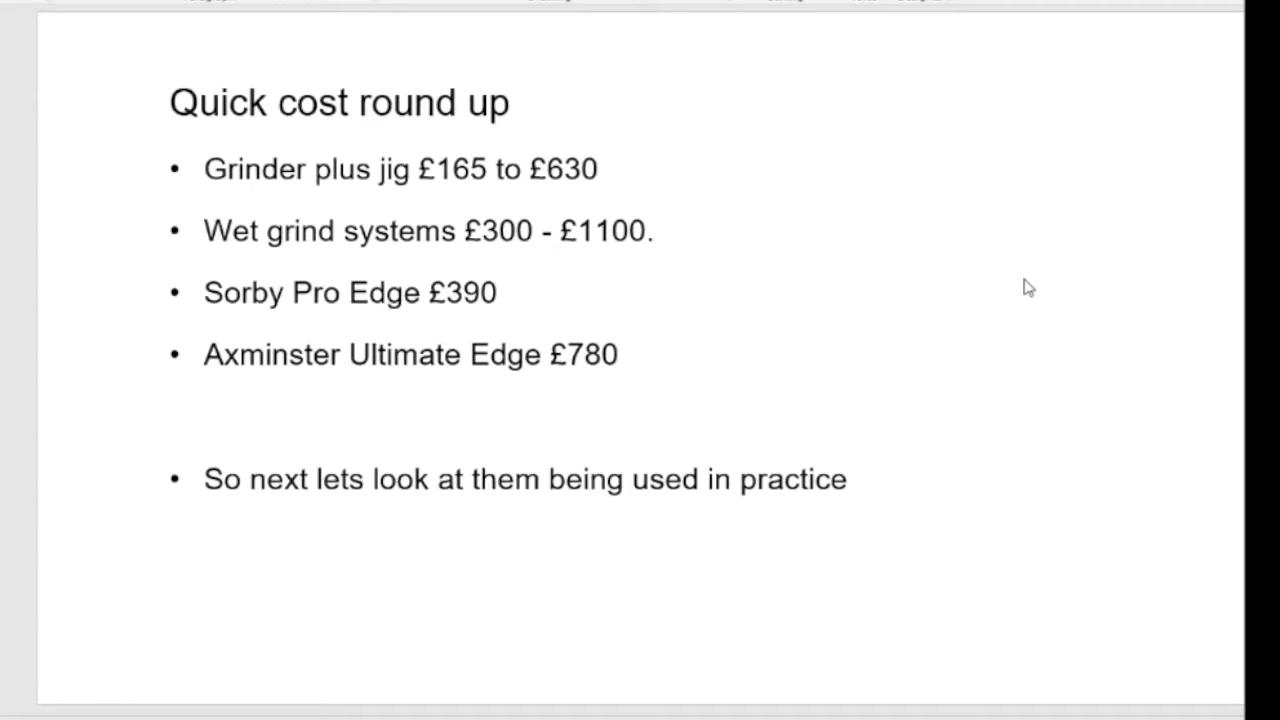 Quick cost round up
• Grinder plus jig £165 to £630
• Wet grind systems £300 - £1100.
• Sorby Pro Edge £390
• Axminster Ultimate Edge £780
• So next lets look at them being used in practice